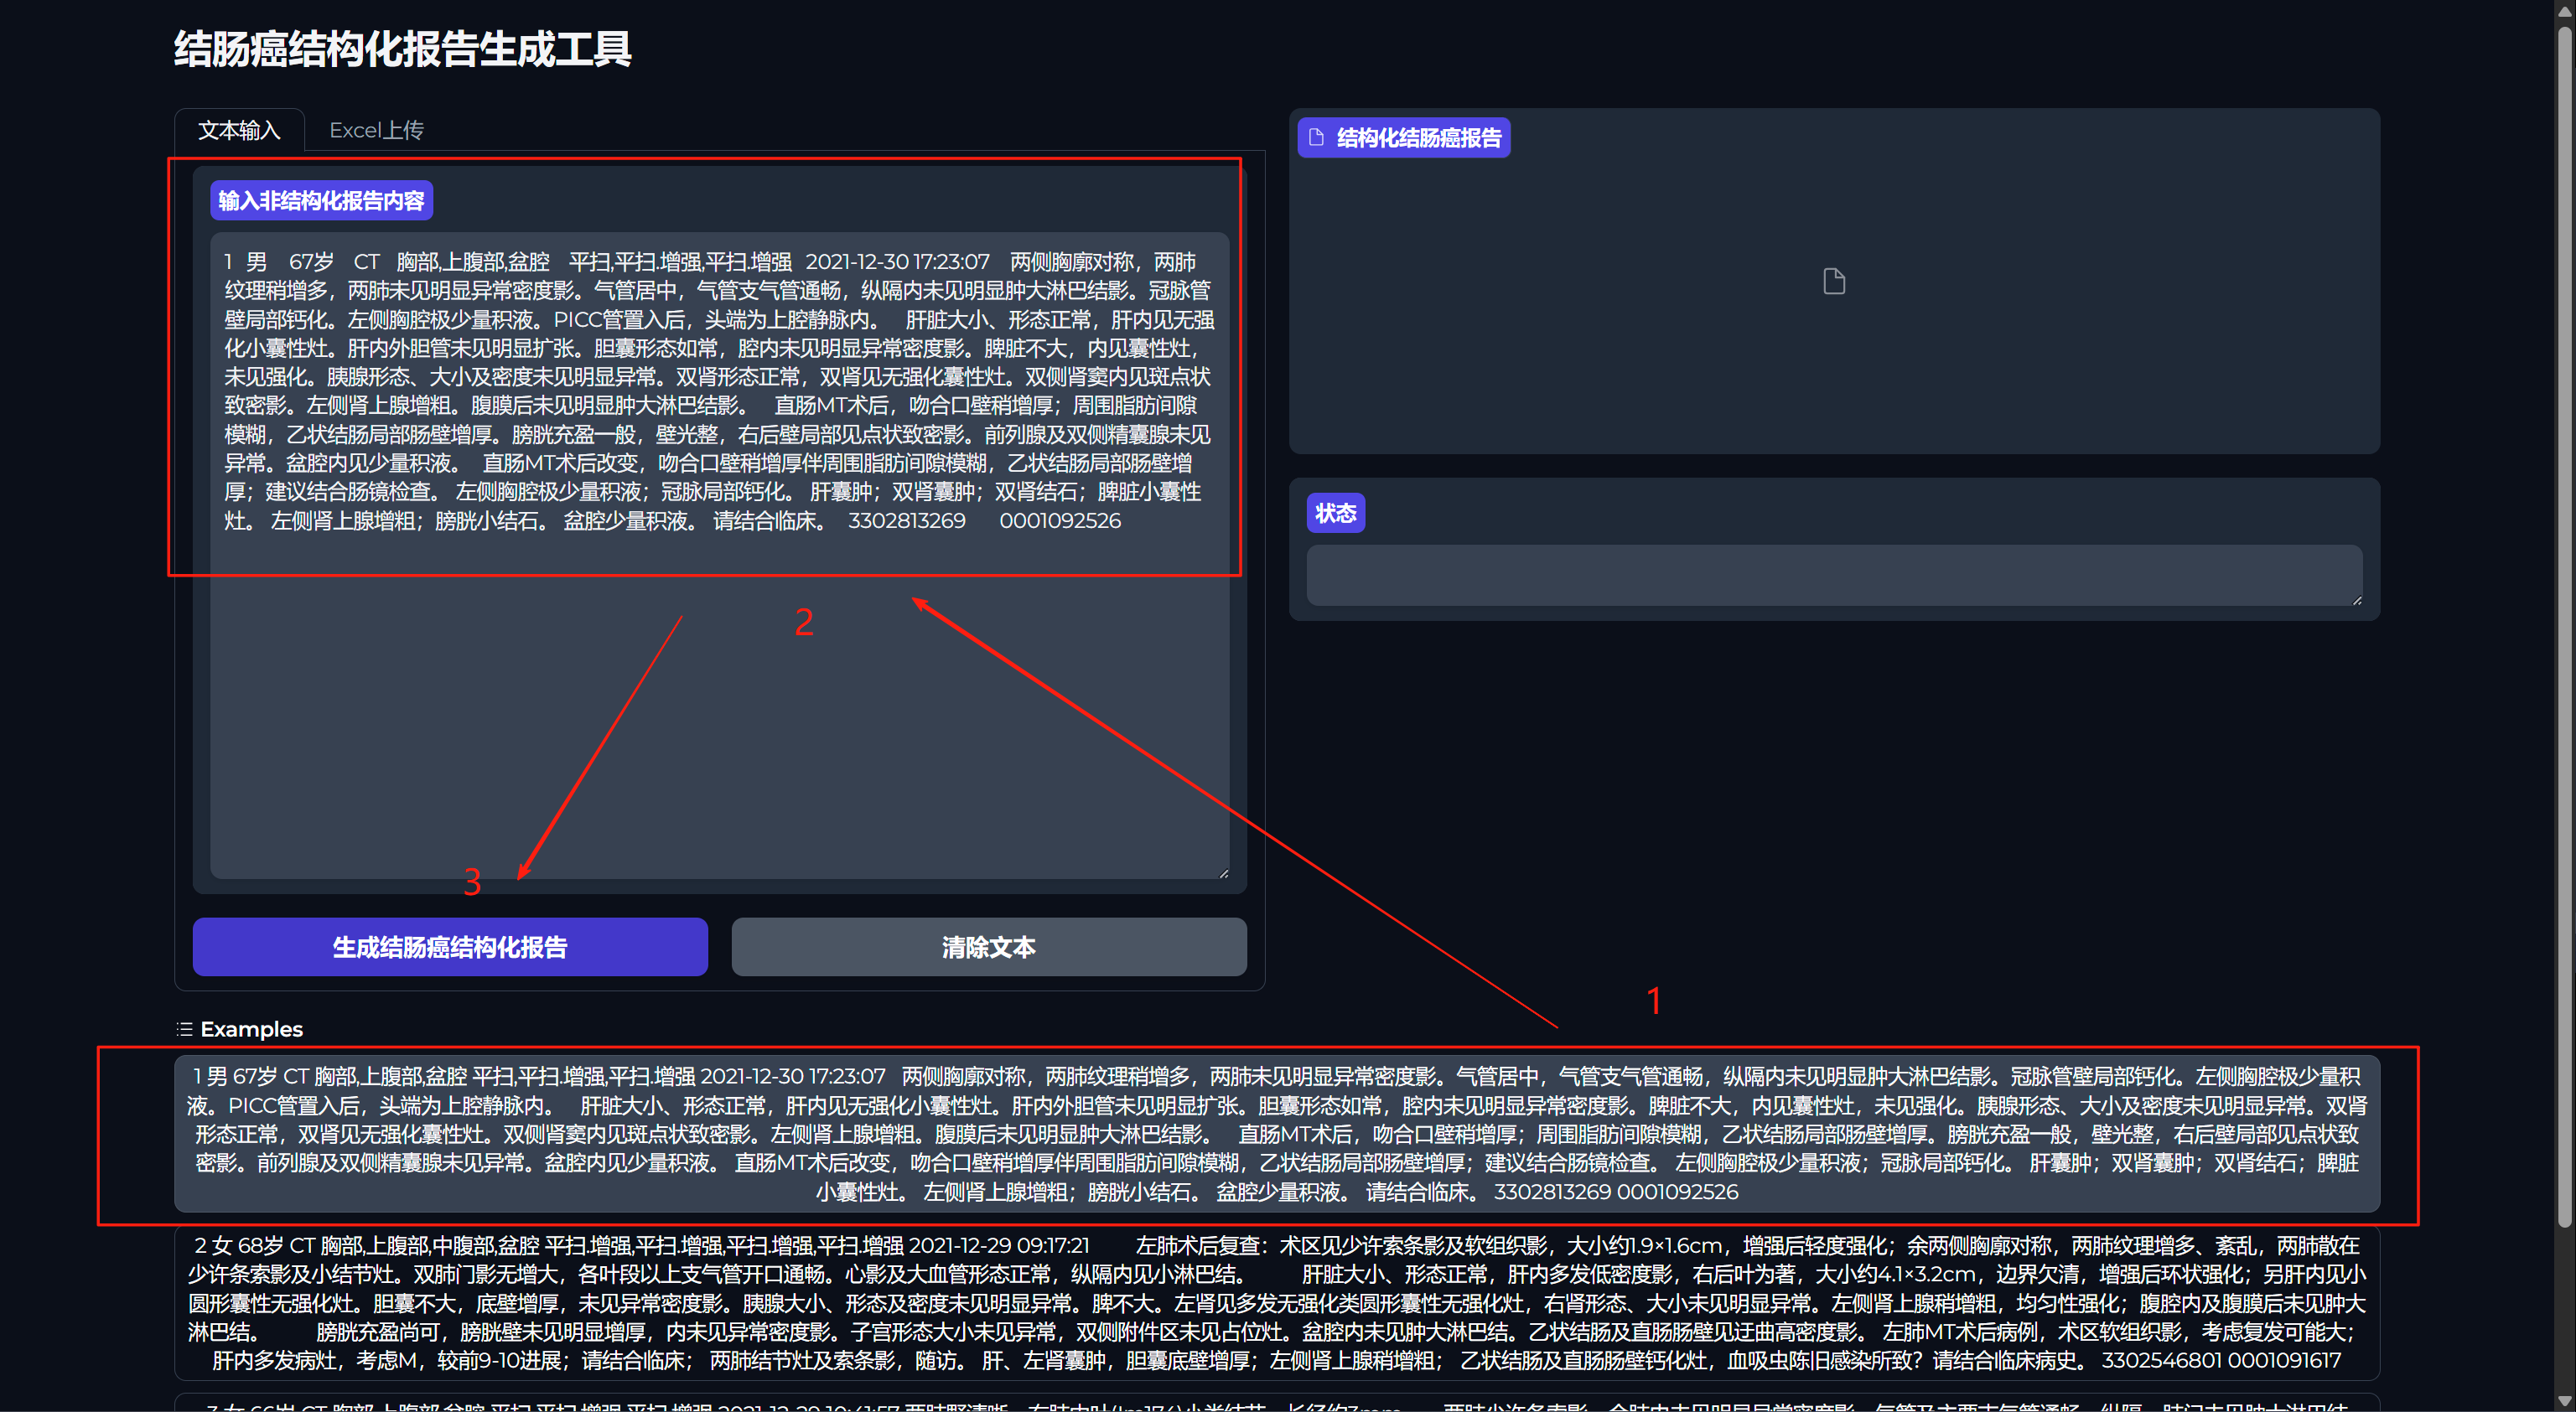 结肠癌结构化报告生成工具
文本输入
Excel上传
输入非结构化报告内容
1 男 67岁 CT 胸部,上腹部,盆腔 平扫,平扫.增强,平扫.增强 2021-12-30 17:23:07 两侧胸廓对称，两肺
纹理稍增多，两肺未见明显异常密度影。气管居中，气管支气管通畅，纵隔内未见明显肿大淋巴结影。冠脉管
壁局部钙化。左侧胸腔极少量积液。PICC管置入后，头端为上腔静脉内。 肝脏大小、形态正常，肝内见无强
化小囊性灶。肝内外胆管未见明显扩张。胆囊形态如常，腔内未见明显异常密度影。脾脏不大，内见囊性灶，
未见强化。胰腺形态、大小及密度未见明显异常。双肾形态正常，双肾见无强化囊性灶。双侧肾窦内见斑点状
致密影。左侧肾上腺增粗。腹膜后未见明显肿大淋巴结影。 直肠MT术后，吻合口壁稍增厚；周围脂肪间隙
模糊，乙状结肠局部肠壁增厚。膀胱充盈一般，壁光整，右后壁局部见点状致密影。前列腺及双侧精囊腺未见
异常。盆腔内见少量积液。 直肠MT术后改变，吻合口壁稍增厚伴周围脂肪间隙模糊，乙状结肠局部肠壁增
厚；建议结合肠镜检查。 左侧胸腔极少量积液；冠脉局部钙化。 肝囊肿；双肾囊肿；双肾结石；脾脏小囊性
灶。 左侧肾上腺增粗；膀胱小结石。 盆腔少量积液。 请结合临床。 3302813269 0001092526
2
3
生成结肠癌结构化报告
清除文本
结构化结肠癌报告
状态
1
Examples
1 男 67岁 CT 胸部,上腹部,盆腔 平扫,平扫.增强,平扫.增强 2021-12-30 17:23:07 两侧胸廓对称，两肺纹理稍增多，两肺未见明显异常密度影。气管居中，气管支气管通畅，纵隔内未见明显肿大淋巴结影。冠脉管壁局部钙化。左侧胸腔极少量积
液。PICC管置入后，头端为上腔静脉内。 肝脏大小、形态正常，肝内见无强化小囊性灶。肝内外胆管未见明显扩张。胆囊形态如常，腔内未见明显异常密度影。脾脏不大，内见囊性灶，未见强化。胰腺形态、大小及密度未见明显异常。双肾
形态正常，双肾见无强化囊性灶。双侧肾窦内见斑点状致密影。左侧肾上腺增粗。腹膜后未见明显肿大淋巴结影。 直肠MT术后，吻合口壁稍增厚；周围脂肪间隙模糊，乙状结肠局部肠壁增厚。膀胱充盈一般，壁光整，右后壁局部见点状致
密影。前列腺及双侧精囊腺未见异常。盆腔内见少量积液。 直肠MT术后改变，吻合口壁稍增厚伴周围脂肪间隙模糊，乙状结肠局部肠壁增厚；建议结合肠镜检查。 左侧胸腔极少量积液；冠脉局部钙化。 肝囊肿；双肾囊肿；双肾结石；脾脏
小囊性灶。 左侧肾上腺增粗；膀胱小结石。 盆腔少量积液。 请结合临床。 3302813269 0001092526
2 女 68岁 CT 胸部,上腹部,中腹部,盆腔 平扫.增强,平扫.增强,平扫.增强,平扫.增强 2021-12-29 09:17:21 左肺术后复查：术区见少许索条影及软组织影，大小约1.9×1.6cm，增强后轻度强化；余两侧胸廓对称，两肺纹理增多、紊乱，两肺散在
少许条索影及小结节灶。双肺门影无增大，各叶段以上支气管开口通畅。心影及大血管形态正常，纵隔内见小淋巴结。 肝脏大小、形态正常，肝内多发低密度影，右后叶为著，大小约4.1×3.2cm，边界欠清，增强后环状强化；另肝内见小
圆形囊性无强化灶。胆囊不大，底壁增厚，未见异常密度影。胰腺大小、形态及密度未见明显异常。脾不大。左肾见多发无强化类圆形囊性无强化灶，右肾形态、大小未见明显异常。左侧肾上腺稍增粗，均匀性强化；腹腔内及腹膜后未见肿大
淋巴结。 膀胱充盈尚可，膀胱壁未见明显增厚，内未见异常密度影。子宫形态大小未见异常，双侧附件区未见占位灶。盆腔内未见肿大淋巴结。乙状结肠及直肠肠壁见迂曲高密度影。 左肺MT术后病例，术区软组织影，考虑复发可能大；
肝内多发病灶，考虑M，较前9-10进展；请结合临床； 两肺结节灶及索条影，随访。 肝、左肾囊肿，胆囊底壁增厚；左侧肾上腺稍增粗； 乙状结肠及直肠肠壁钙化灶，血吸虫陈旧感染所致？请结合临床病史。 3302546801 0001091617